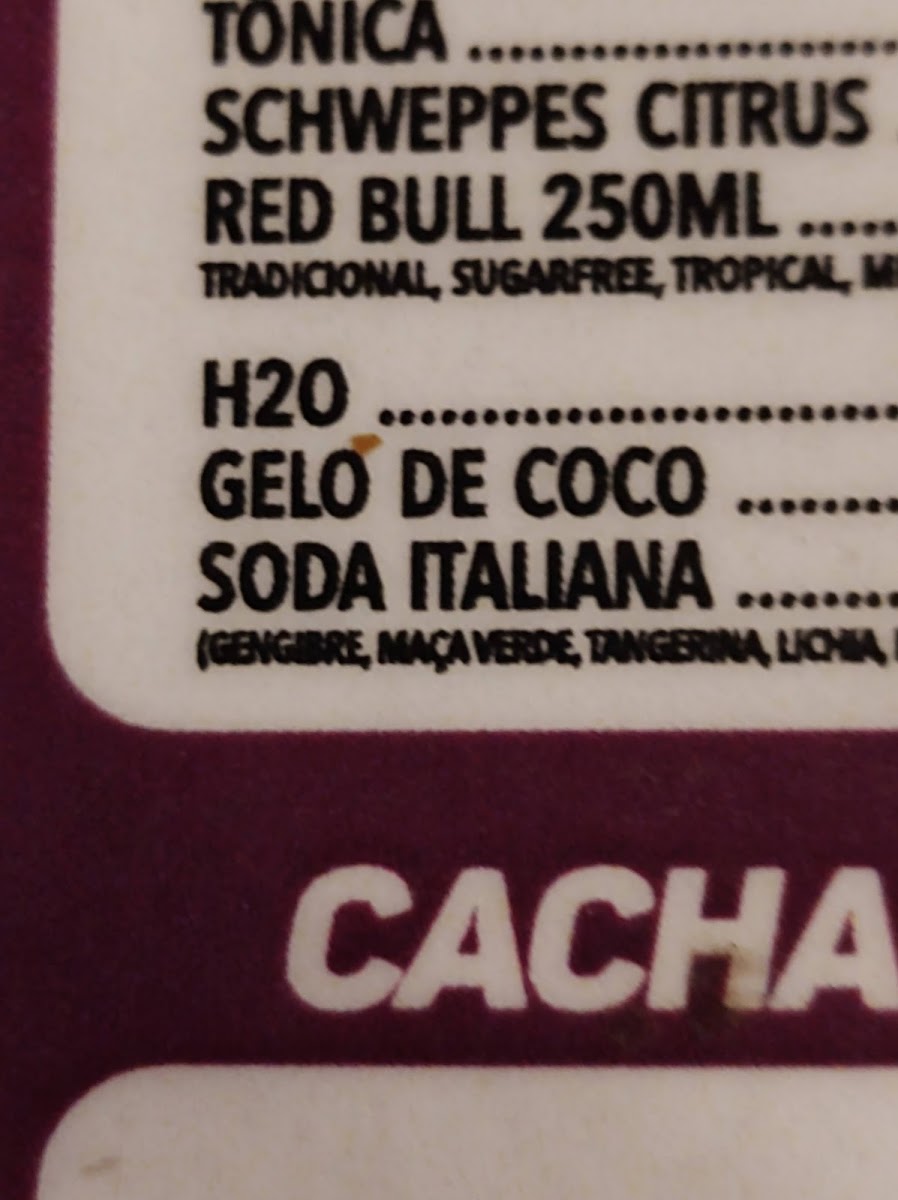 TÔNICA ........................
SCHWEPPES CITRUS
RED BULL 250ML .....
TRADICIONAL, SUGARFREE, TROPICAL,
H2O ..............................
GELO DE COCO .........
SODA ITALIANA .........
(GENGIBRE, MAÇA VERDE, TANGERINA, LICHIA,
CACHA